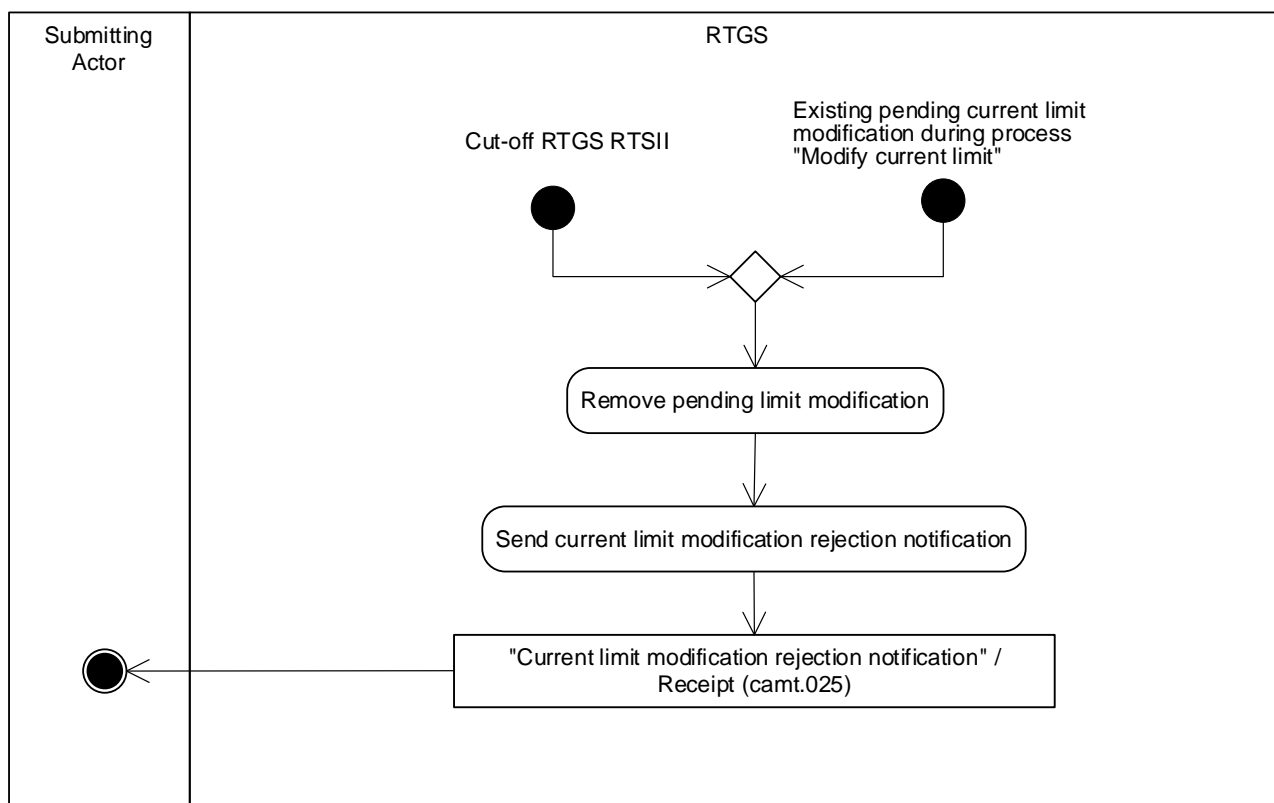 Submitting
Actor
RTGS
Cut-off RTGS RTSII
Existing pending current limit
modification during process
"Modify current limit"
Remove pending limit modification
Send current limit modification rejection notification
"Current limit modification rejection notification" /
Receipt (camt.025)